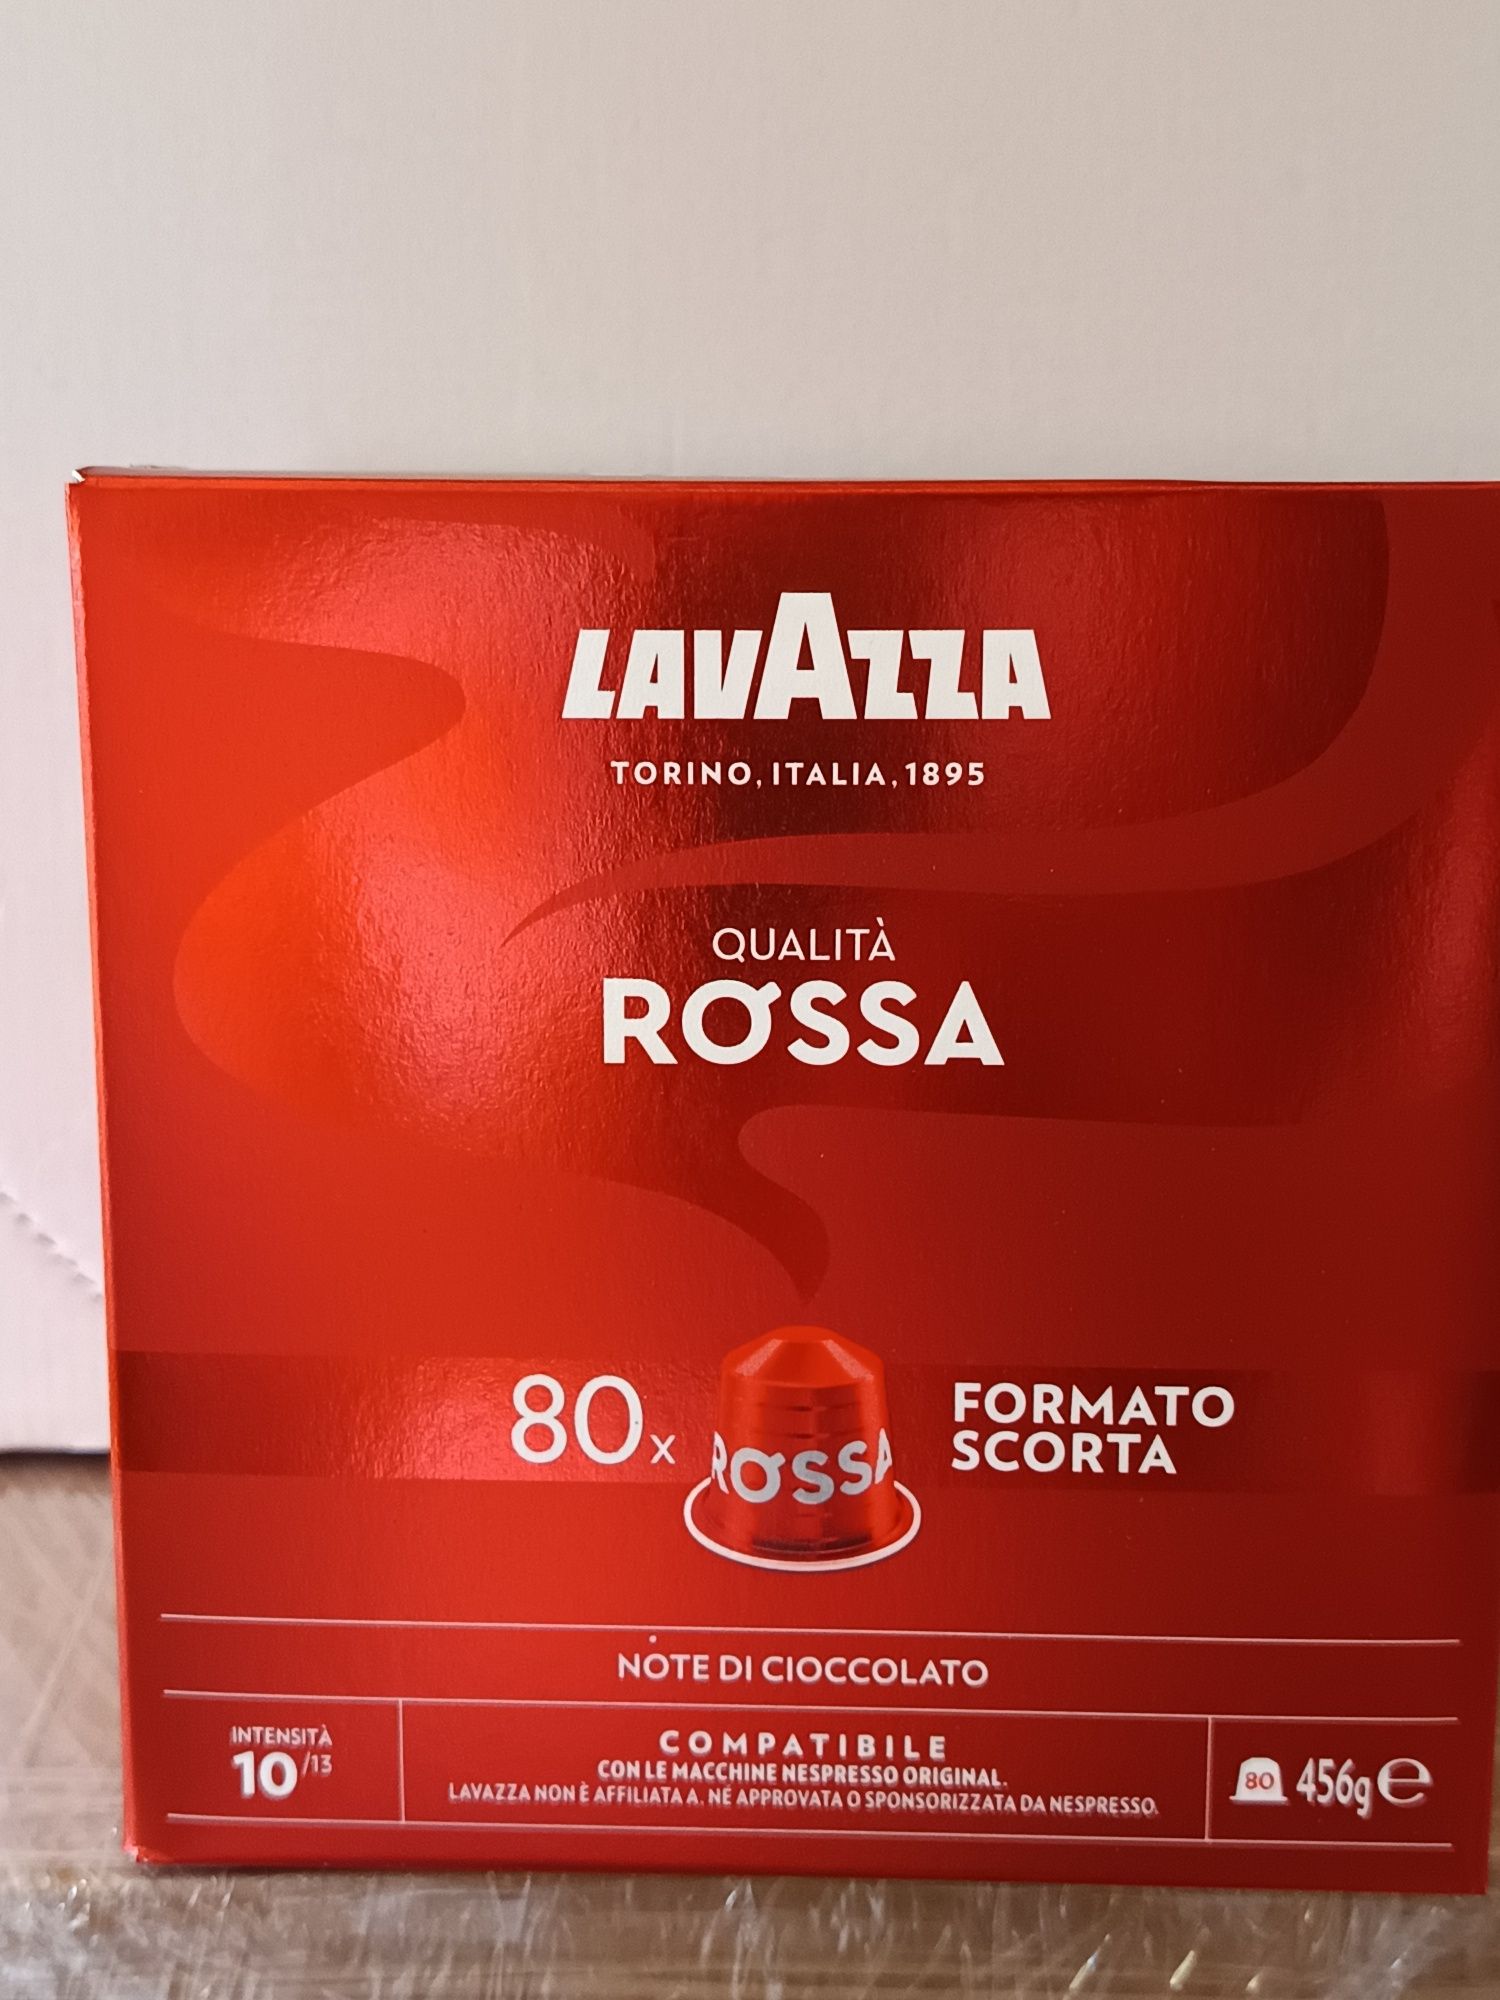 LAVAZZA
TORINO, ITALIA, 1895
QUALITÀ
ROSSA
80x
ROSSA
FORMATO
SCORTA
NOTE DI CIOCCOLATO
INTENSITÀ
10/13
COMPATIBILE
CON LE MACCHINE NESPRESSO ORIGINAL.
LAVAZZA NON È AFFILIATA A, NÉ APPROVATA O SPONSORIZZATA DA NESPRESSO.
80 456g ℮